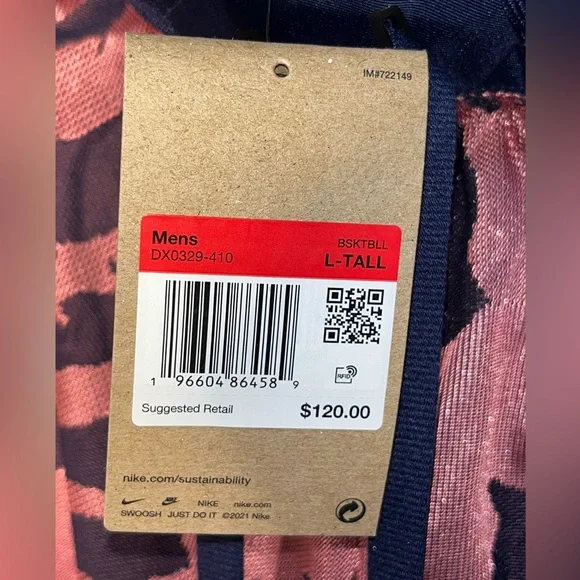 IM#722149
Mens BSKTBLL
DX0329-410 L-TALL
1 96604 86458 9
RFID
Suggested Retail $120.00
nike.com/sustainability
NIKE nike.com
SWOOSH JUST DO IT ©2021 Nike